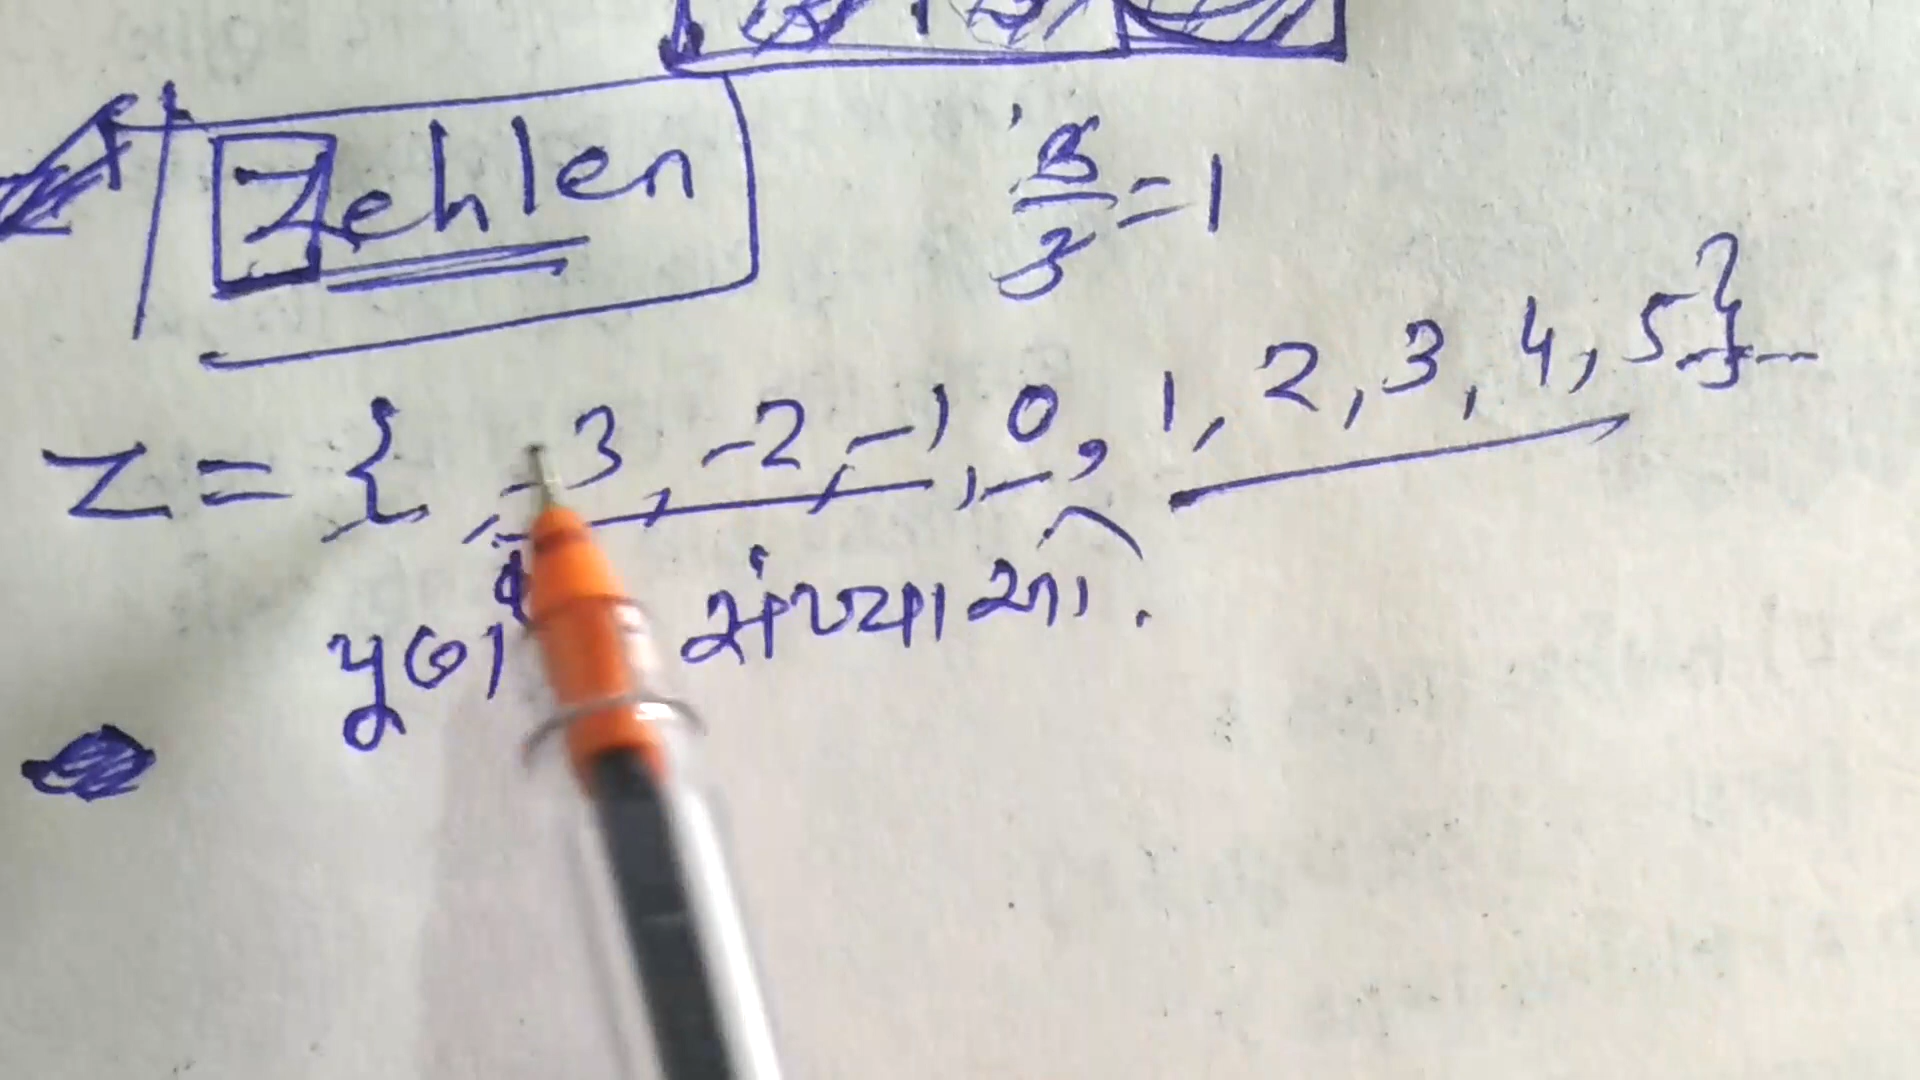 Zehlen
3/3 = 1
Z = { -3, -2, -1, 0, 1, 2, 3, 4, 5 }
સંખ્યાઓ.